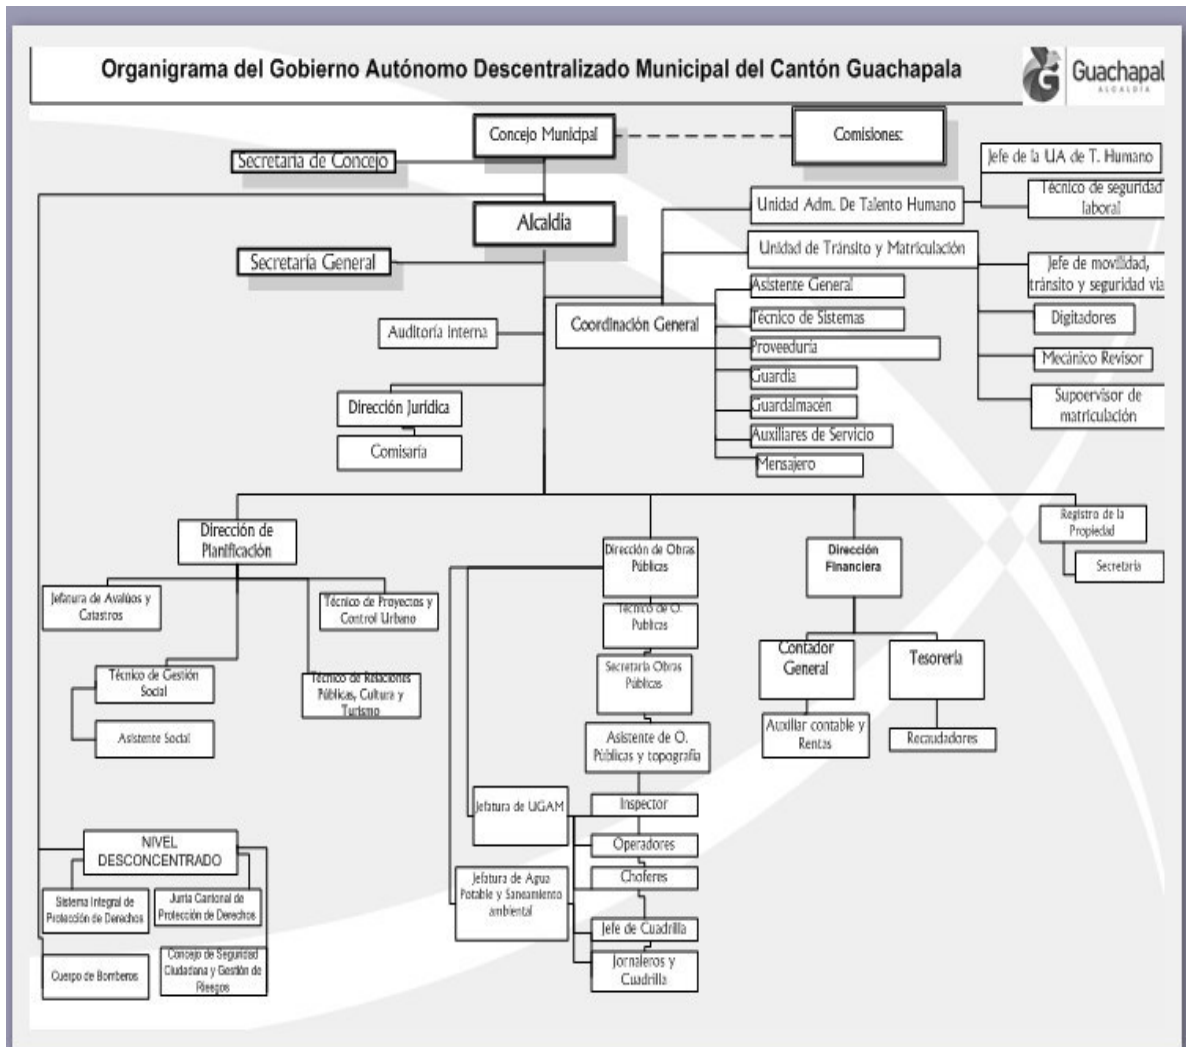 Organigrama del Gobierno Autónomo Descentralizado Municipal del Cantón Guachapala
Guachapal
ALCALDÍA
Concejo Municipal
Comisiones:
Secretaria de Concejo
Jefe de la UA de T. Humano
Técnico de seguridad
laboral
Unidad Adm. De Talento Humano
Alcaldía
Unidad de Tránsito y Matriculación
Secretaría General
Jefe de movilidad,
tránsito y seguridad via
Asistente General
Coordinación General
Técnico de Sistemas
Digitadores
Auditoría Interna
Proveeduría
Mecánico Revisor
Guardia
Supoervisor de
matriculación
Dirección Jurídica
Guardalmacén
Auxiliares de Servicio
Comisaría
Mensajero
Dirección de
Planificación
Registro de la
Propiedad
Dirección de Obras
Públicas
Dirección
Financiera
Secretaria
Jefatura de Avalúos y
Catastros
Técnico de Proyectos y
Control Urbano
Técnico de O.
Publicas
Contador
General
Tesorería
Técnico de Gestión
Social
Técnico de Relaciones
Públicas, Cultura y
Turismo
Secretaría Obras
Públicas
Asistente Social
Asistente de O.
Públicas y topografía
Auxiliar contable y
Rentas
Recaudadores
Jefatura de UGAM
Inspector
NIVEL
DESCONCENTRADO
Operadores
Jefatura de Agua
Potable y Saneamiento
ambiental
Choferes
Sistema Integral de
Protección de Derechos
Junta Cantonal de
Protección de Derechos
Jefe de Cuadrilla
Cuerpo de Bomberos
Concejo de Seguridad
Ciudadana y Gestión de
Riesgos
Jornaleros y
Cuadrilla